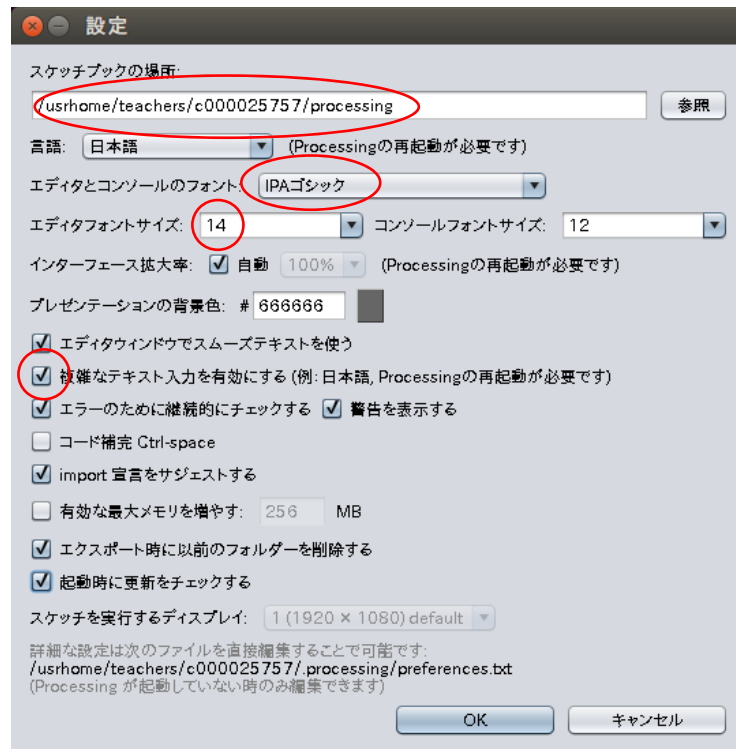 設定
スケッチブックの場所:
/usrhome/teachers/c000025757/processing 参照
言語: 日本語 (Processingの再起動が必要です)
エディタとコンソールのフォント: IPAゴシック
エディタフォントサイズ: 14 コンソールフォントサイズ: 12
インターフェース拡大率: 自動 100% (Processingの再起動が必要です)
プレゼンテーションの背景色: # 666666
エディタウィンドウでスムーズテキストを使う
複雑なテキスト入力を有効にする (例: 日本語, Processingの再起動が必要です)
エラーのために継続的にチェックする 警告を表示する
コード補完 Ctrl-space
import 宣言をサジェストする
有効な最大メモリを増やす: 256 MB
エクスポート時に以前のフォルダーを削除する
起動時に更新をチェックする
スケッチを実行するディスプレイ: 1 (1920 × 1080) default
詳細な設定は次のファイルを直接編集することで可能です:
/usrhome/teachers/c000025757/.processing/preferences.txt
(Processing が起動していない時のみ編集できます)
OK キャンセル